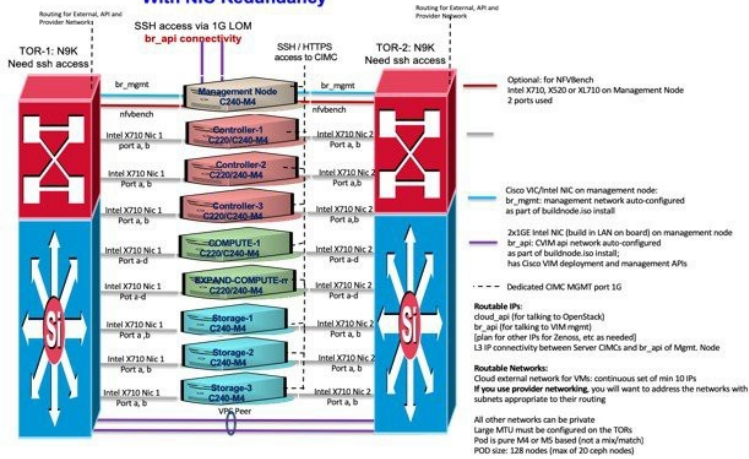 With NIC Redundancy
Routing for External, API and
Provider Network
Routing for External, API and
Provider Network
SSH access via 1G LOM
br_api connectivity
SSH / HTTPS
access to CIMC
TOR-1: N9K
Need ssh access
TOR-2: N9K
Need ssh access
br_mgmt
Management Node
C240-M4
br_mgmt
nfvbench
nfvbench
Intel X710 Nic 1
port a, b
Controller-1
C220/C240-M4
Intel X710 Nic 2
port a, b
Intel X710 Nic 1
Port a, b
Controller-2
C220/240-M4
Intel X710 Nic 2
Port a,b
Intel X710 Nic 1
Port a, b
Controller-3
C220/C240-M4
Intel X710 Nic 2
Port a, b
Intel X710 Nic 1
Port a-d
COMPUTE-1
C220/C240-M4
Intel X710 Nic 2
Port a-d
Intel X710 Nic 1
Pot a-d
EXPAND-COMPUTE-n
C220/240-M4
Intel X710 Nic 2
Port a-d
Intel X710 Nic 1
Port a ,b
Storage-1
C240-M4
Intel X710 Nic 2
Port a, b
Intel X710 Nic 1
Port a, b
Storage-2
C240-M4
Intel X710 Nic 2
Port a, b
Intel X710 Nic 1
Port a, b
Storage-3
C240-M4
Intel X710 Nic 2
Port a, b
VPC Peer
Si
Si
Optional: for NFVBench
Intel X710, X520 or XL710 on Management Node
2 ports used
Cisco VIC/Intel NIC on management node:
br_mgmt: management network auto-configured
as part of buildnode.iso install
2x1GE Intel NIC (build in LAN on board) on management node
br_api: CVIM api network auto-configured
as part of buildnode.iso install;
has Cisco VIM deployment and management APIs
Dedicated CIMC MGMT port 1G
Routable IPs:
cloud_api (for talking to OpenStack)
br_api (for talking to VIM mgmt)
[plan for other IPs for Zenoss, etc as needed]
L3 IP connectivity between Server CIMCs and br_api of Mgmt. Node
Routable Networks:
Cloud external network for VMs: continuous set of min 10 IPs
If you use provider networking, you will want to address the networks with
subnets appropriate to their routing
All other networks can be private
Large MTU must be configured on the TORs
Pod is pure M4 or M5 based (not a mix/match)
POD size: 128 nodes (max of 20 ceph nodes)